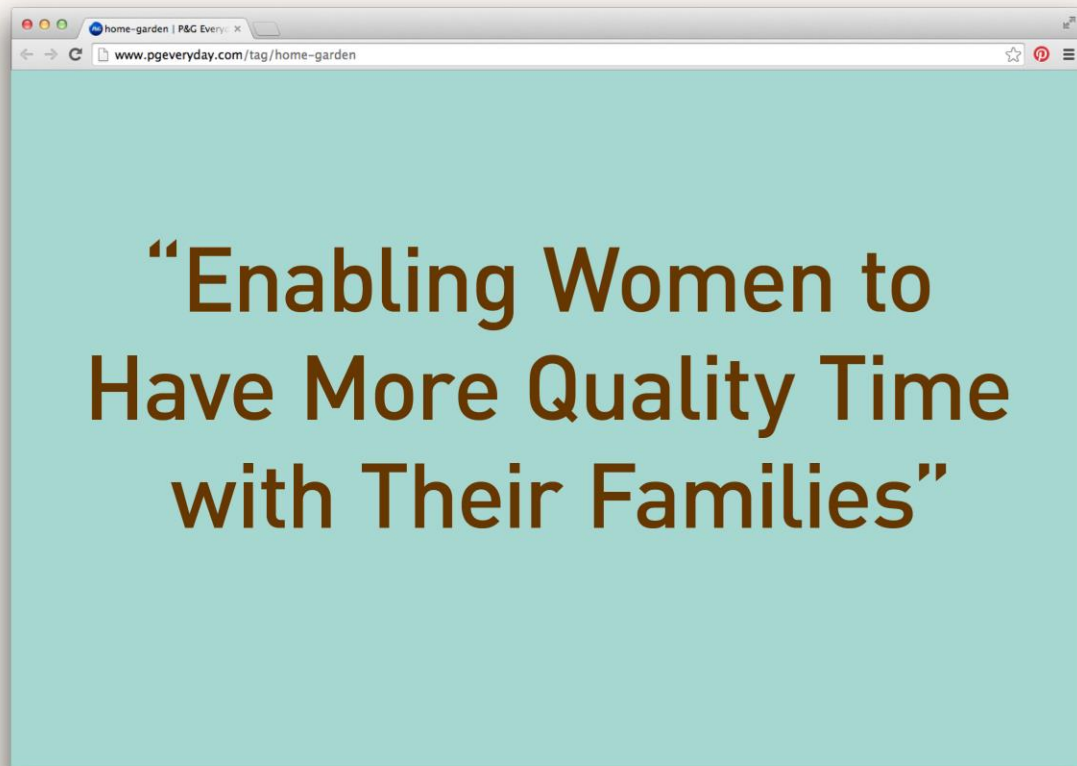 home-garden | P&G Every
www.pgeveryday.com/tag/home-garden
“Enabling Women to
Have More Quality Time
with Their Families”